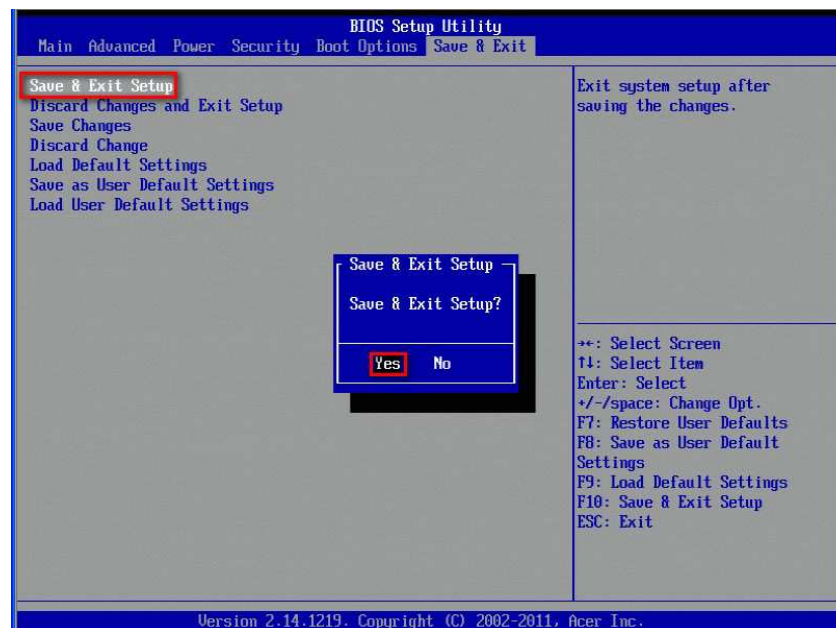 BIOS Setup Utility
Main Advanced Power Security Boot Options Save & Exit
Save & Exit Setup
Discard Changes and Exit Setup
Save Changes
Discard Change
Load Default Settings
Save as User Default Settings
Load User Default Settings
Exit system setup after
saving the changes.
Save & Exit Setup
Save & Exit Setup?
Yes No
→←: Select Screen
↑↓: Select Item
Enter: Select
+/-/space: Change Opt.
F7: Restore User Defaults
F8: Save as User Default
Settings
F9: Load Default Settings
F10: Save & Exit Setup
ESC: Exit
Version 2.14.1219. Copyright (C) 2002-2011, Acer Inc.